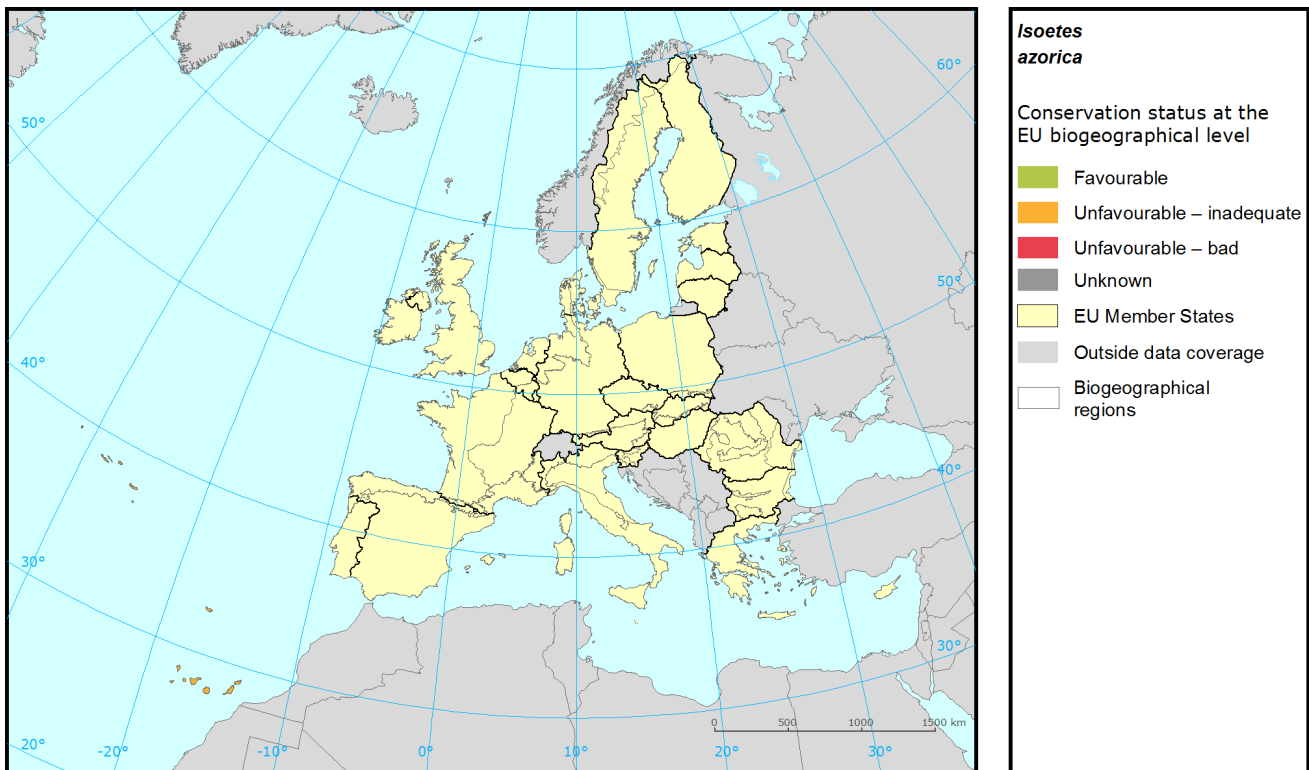 60°
50°
50°
40°
40°
30°
30°
20°
-20°
-10°
0°
10°
20°
30°
0 500 1000 1500 km
Isoetes
azorica
Conservation status at the
EU biogeographical level
Favourable
Unfavourable – inadequate
Unfavourable – bad
Unknown
EU Member States
Outside data coverage
Biogeographical
regions